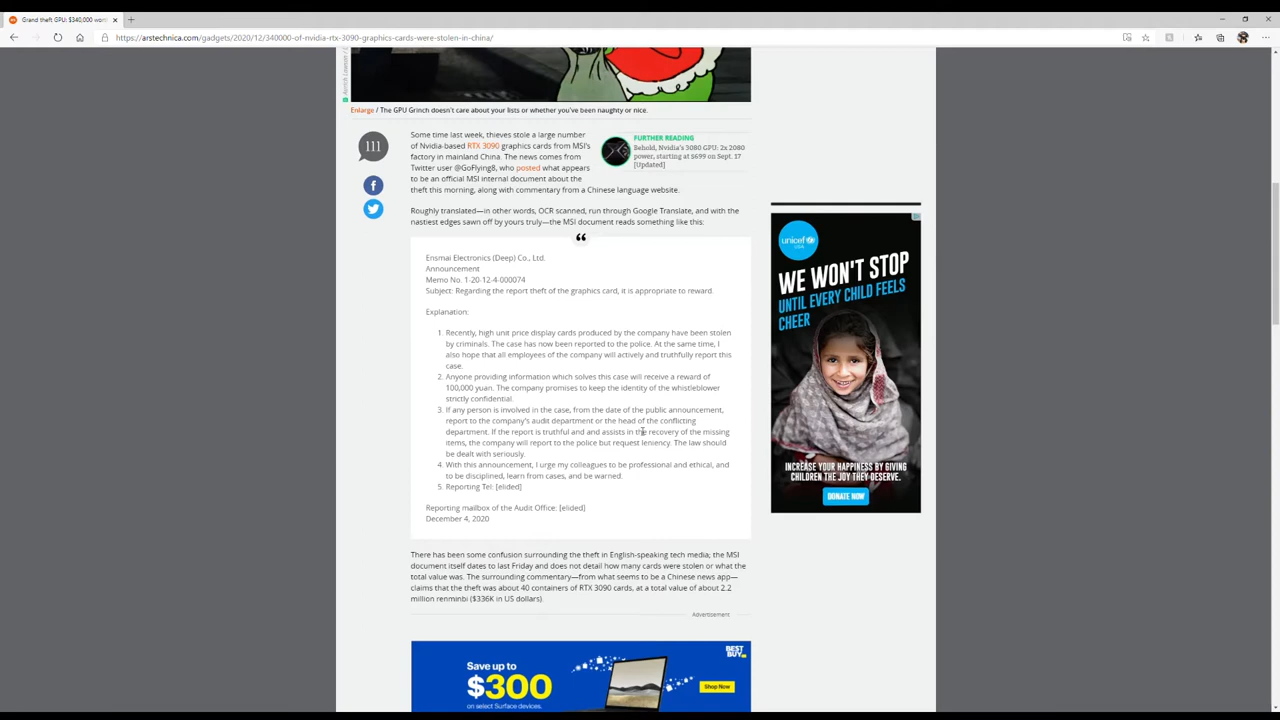 Grand theft GPU: $340,000 wort
https://arstechnica.com/gadgets/2020/12/340000-of-nvidia-rtx-3090-graphics-cards-were-stolen-in-china/
Enlarge / The GPU Grinch doesn't care about your lists or whether you've been naughty or nice.
111
Some time last week, thieves stole a large number
of Nvidia-based RTX 3090 graphics cards from MSI's
factory in mainland China. The news comes from
Twitter user @GoFlying8, who posted what appears
to be an official MSI internal document about the
theft this morning, along with commentary from a Chinese language website.
FURTHER READING
Behold, Nvidia's 3080 GPU: 2x 2080
power, starting at $699 on Sept. 17
[Updated]
Roughly translated—in other words, OCR scanned, run through Google Translate, and with the
nastiest edges sawn off by yours truly—the MSI document reads something like this:
Ensmai Electronics (Deep) Co., Ltd.
Announcement
Memo No. 1-20-12-4-000074
Subject: Regarding the report theft of the graphics card, it is appropriate to reward.
Explanation:
1. Recently, high unit price display cards produced by the company have been stolen
by criminals. The case has now been reported to the police. At the same time, I
also hope that all employees of the company will actively and truthfully report this
case.
2. Anyone providing information which solves this case will receive a reward of
100,000 yuan. The company promises to keep the identity of the whistleblower
strictly confidential.
3. If any person is involved in the case, from the date of the public announcement,
report to the company's audit department or the head of the conflicting
department. If the report is truthful and and assists in the recovery of the missing
items, the company will report to the police but request leniency. The law should
be dealt with seriously.
4. With this announcement, I urge my colleagues to be professional and ethical, and
to be disciplined, learn from cases, and be warned.
5. Reporting Tel: [elided]
Reporting mailbox of the Audit Office: [elided]
December 4, 2020
There has been some confusion surrounding the theft in English-speaking tech media; the MSI
document itself dates to last Friday and does not detail how many cards were stolen or what the
total value was. The surrounding commentary—from what seems to be a Chinese news app—
claims that the theft was about 40 containers of RTX 3090 cards, at a total value of about 2.2
million renminbi ($336K in US dollars).
Advertisement
unicef
USA
WE WON'T STOP
UNTIL EVERY CHILD FEELS
CHEER
INCREASE YOUR HAPPINESS BY GIVING
CHILDREN THE JOY THEY DESERVE.
DONATE NOW
Save up to
$300
on select Surface devices.
BEST
BUY
Shop Now